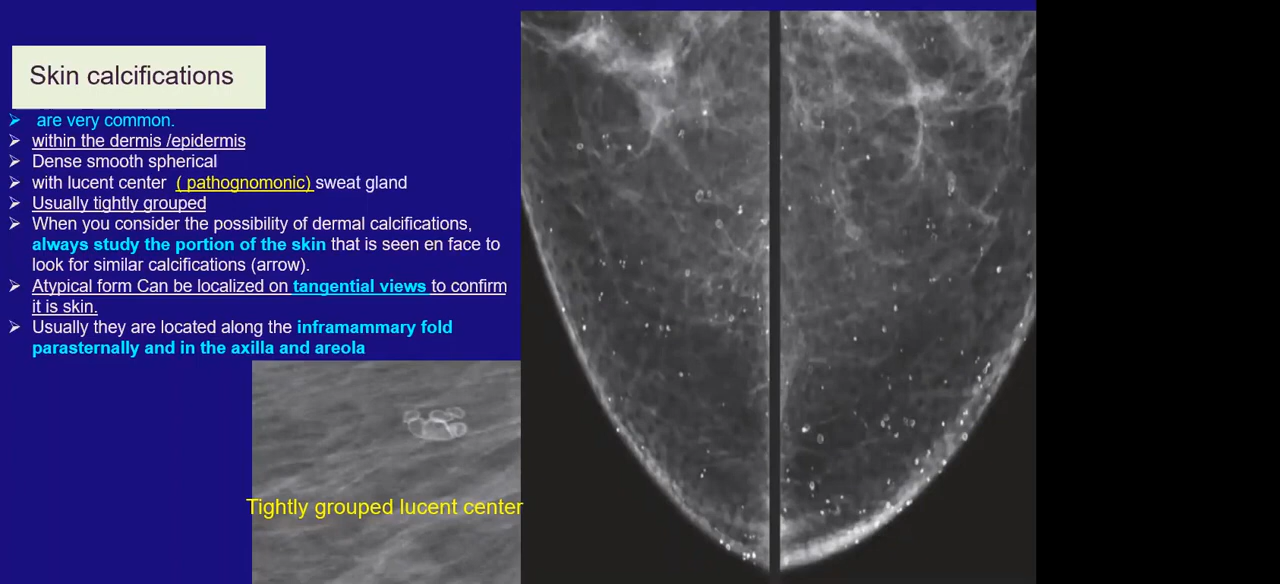 Skin calcifications
are very common.
within the dermis /epidermis
Dense smooth spherical
with lucent center ( pathognomonic) sweat gland
Usually tightly grouped
When you consider the possibility of dermal calcifications,
always study the portion of the skin that is seen en face to
look for similar calcifications (arrow).
Atypical form Can be localized on tangential views to confirm
it is skin.
Usually they are located along the inframammary fold
parasternally and in the axilla and areola
Tightly grouped lucent center